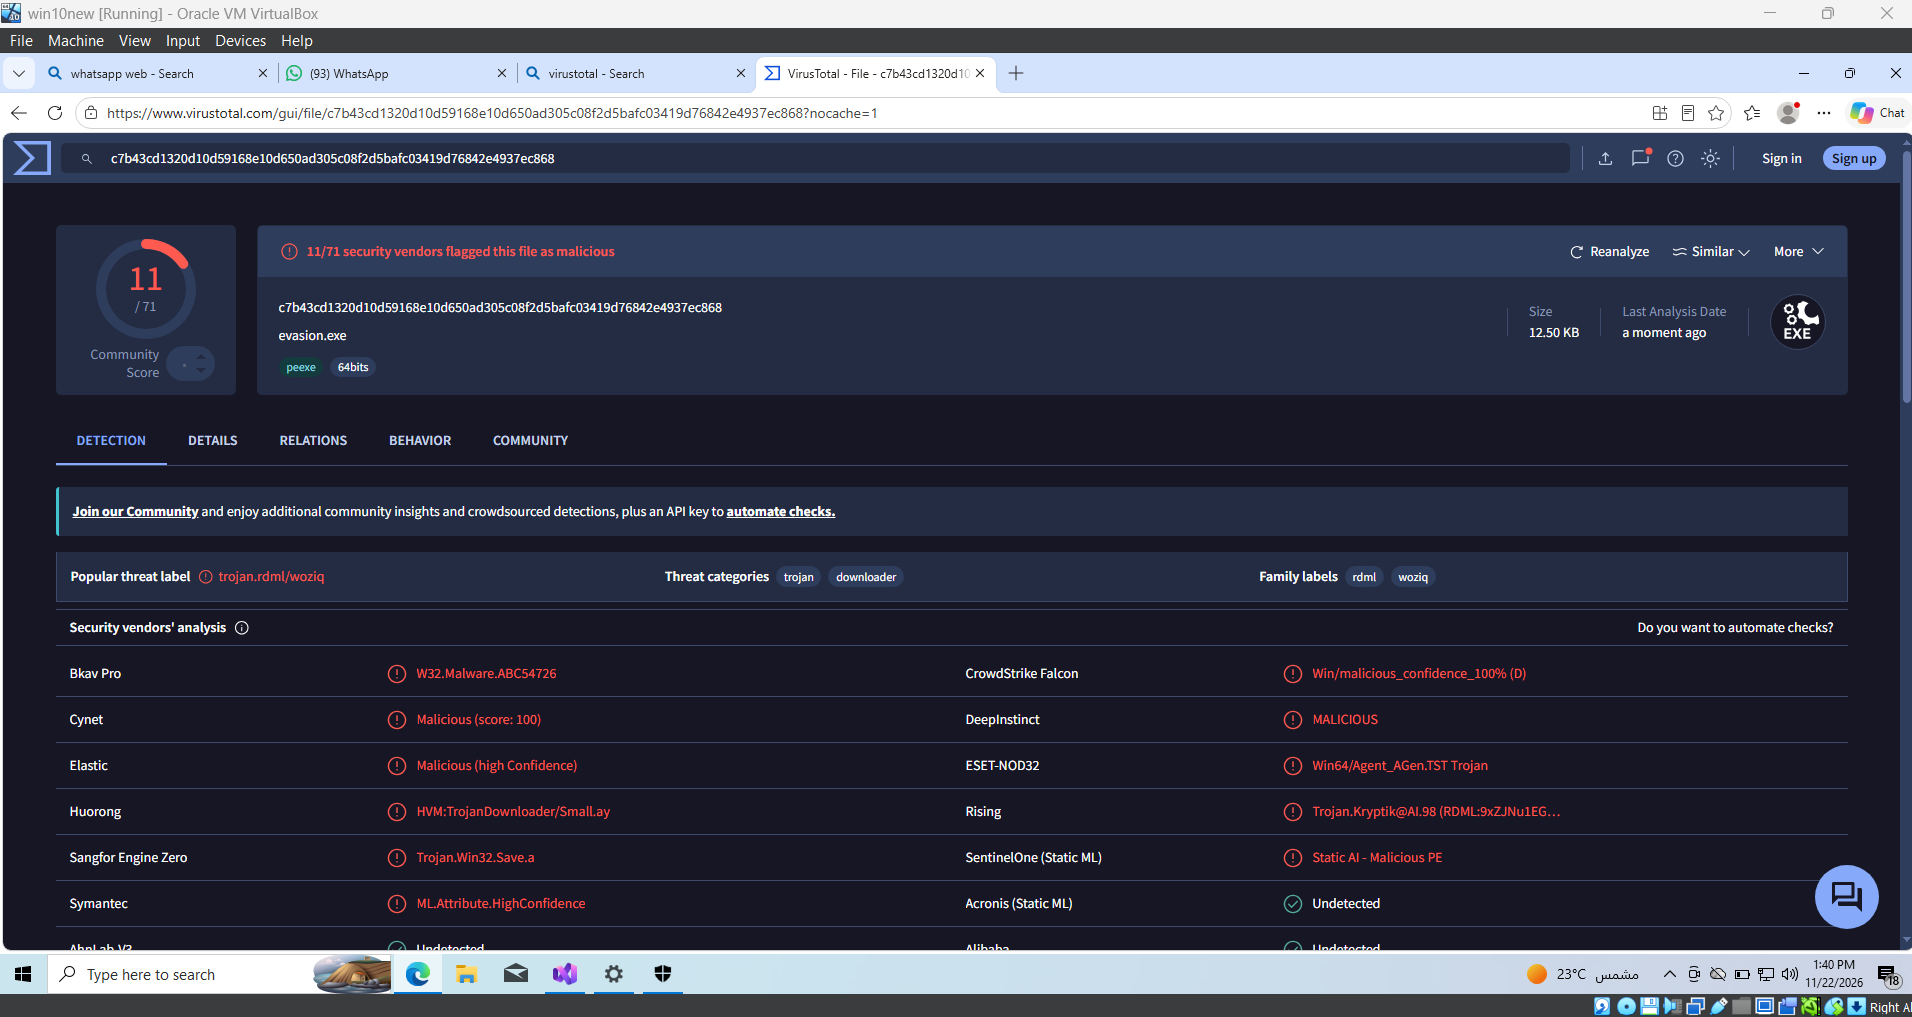 win10new [Running] - Oracle VM VirtualBox
File Machine View Input Devices Help
whatsapp web - Search
(93) WhatsApp
virustotal - Search
VirusTotal - File - c7b43cd1320d10
https://www.virustotal.com/gui/file/c7b43cd1320d10d59168e10d650ad305c08f2d5bafc03419d76842e4937ec868?nocache=1
Chat
c7b43cd1320d10d59168e10d650ad305c08f2d5bafc03419d76842e4937ec868
Sign in
Sign up
11
/ 71
Community
Score
11/71 security vendors flagged this file as malicious
Reanalyze
Similar
More
c7b43cd1320d10d59168e10d650ad305c08f2d5bafc03419d76842e4937ec868
evasion.exe
peexe
64bits
Size
12.50 KB
Last Analysis Date
a moment ago
EXE
DETECTION
DETAILS
RELATIONS
BEHAVIOR
COMMUNITY
Join our Community and enjoy additional community insights and crowdsourced detections, plus an API key to automate checks.
Popular threat label trojan.rdml/woziq
Threat categories trojan downloader
Family labels rdml woziq
Security vendors' analysis
Do you want to automate checks?
Bkav Pro W32.Malware.ABC54726
CrowdStrike Falcon Win/malicious_confidence_100% (D)
Cynet Malicious (score: 100)
DeepInstinct MALICIOUS
Elastic Malicious (high Confidence)
ESET-NOD32 Win64/Agent_AGen.TST Trojan
Huorong HVM:TrojanDownloader/Small.ay
Rising Trojan.Kryptik@AI.98 (RDML:9xZJNu1EG...
Sangfor Engine Zero Trojan.Win32.Save.a
SentinelOne (Static ML) Static AI - Malicious PE
Symantec ML.Attribute.HighConfidence
Acronis (Static ML) Undetected
AhnLab-V3 Undetected
Alibaba Undetected
Type here to search
23°C مشمس
1:40 PM
11/22/2026
18
Right Al